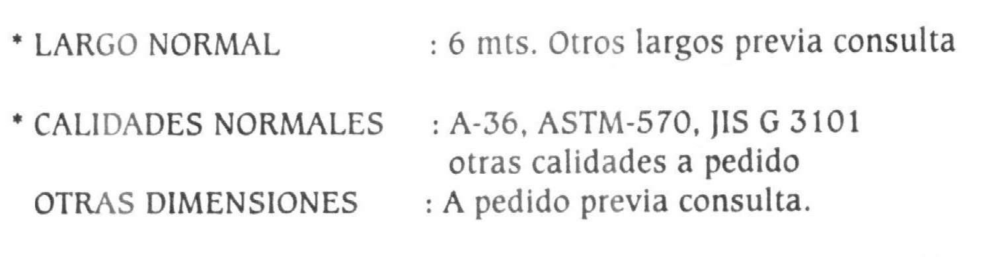 * LARGO NORMAL : 6 mts. Otros largos previa consulta
* CALIDADES NORMALES : A-36, ASTM-570, JIS G 3101
otras calidades a pedido
OTRAS DIMENSIONES : A pedido previa consulta.